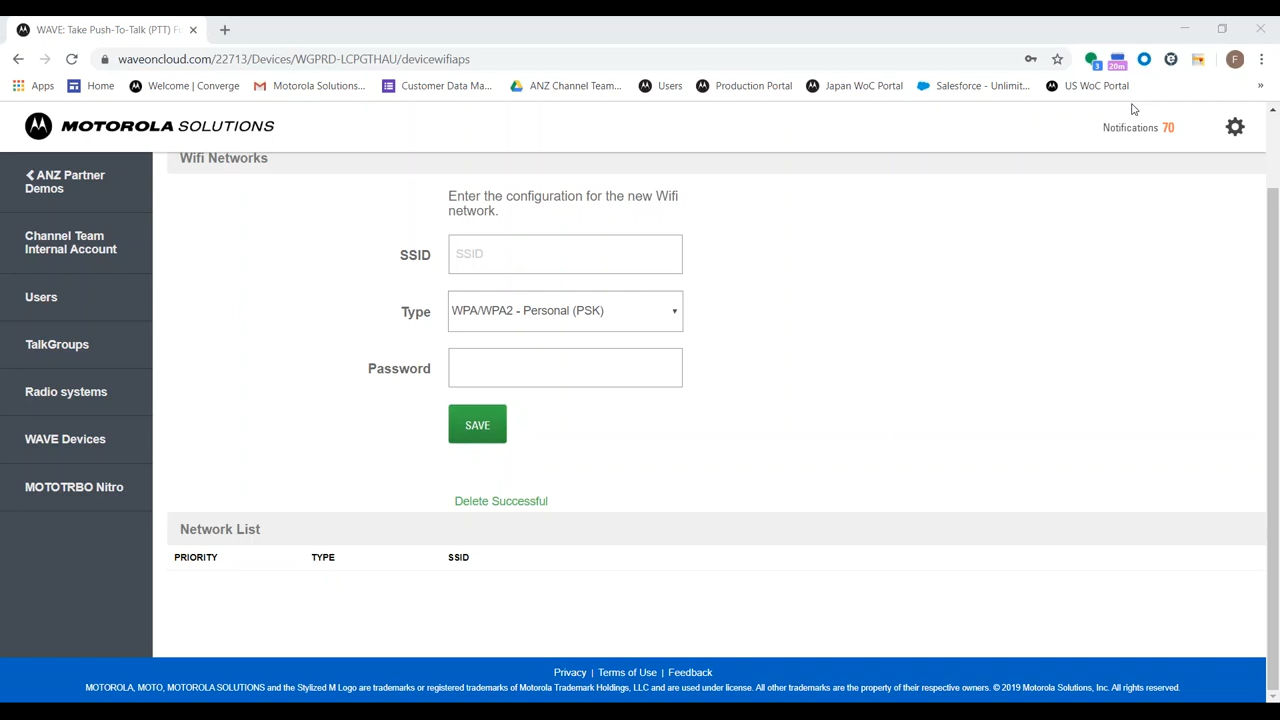 WAVE: Take Push-To-Talk (PTT) F
waveoncloud.com/22713/Devices/WGPRD-LCPGTHAU/devicewifiaps
3
20m
F
Apps
Home
Welcome | Converge
Motorola Solutions...
Customer Data Ma...
ANZ Channel Team...
Users
Production Portal
Japan WoC Portal
Salesforce - Unlimit...
US WoC Portal
»
MOTOROLA SOLUTIONS
Notifications 70
ANZ Partner
Demos
Channel Team
Internal Account
Users
TalkGroups
Radio systems
WAVE Devices
MOTOTRBO Nitro
Wifi Networks
Enter the configuration for the new Wifi
network.
SSID SSID
Type WPA/WPA2 - Personal (PSK)
Password
SAVE
Delete Successful
Network List
PRIORITY TYPE SSID
Privacy | Terms of Use | Feedback
MOTOROLA, MOTO, MOTOROLA SOLUTIONS and the Stylized M Logo are trademarks or registered trademarks of Motorola Trademark Holdings, LLC and are used under license. All other trademarks are the property of their respective owners. © 2019 Motorola Solutions, Inc. All rights reserved.